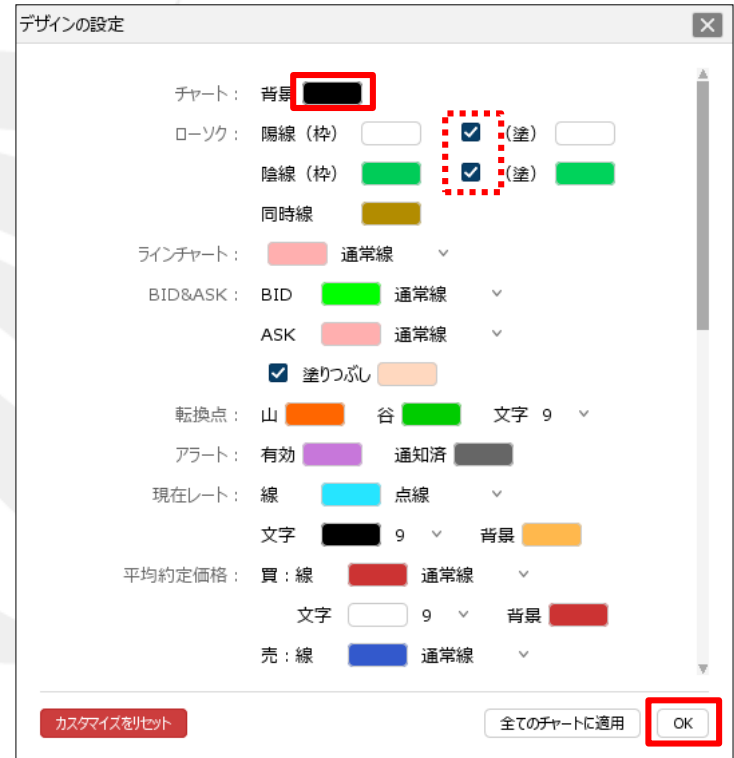 デザインの設定
チャート： 背景
ローソク： 陽線（枠） （塗）
陰線（枠） （塗）
同時線
ラインチャート： 通常線
BID&ASK： BID 通常線
ASK 通常線
塗りつぶし
転換点： 山 谷 文字 9
アラート： 有効 通知済
現在レート： 線 点線
文字 9 背景
平均約定価格： 買：線 通常線
文字 9 背景
売：線 通常線
カスタマイズをリセット 全てのチャートに適用 OK